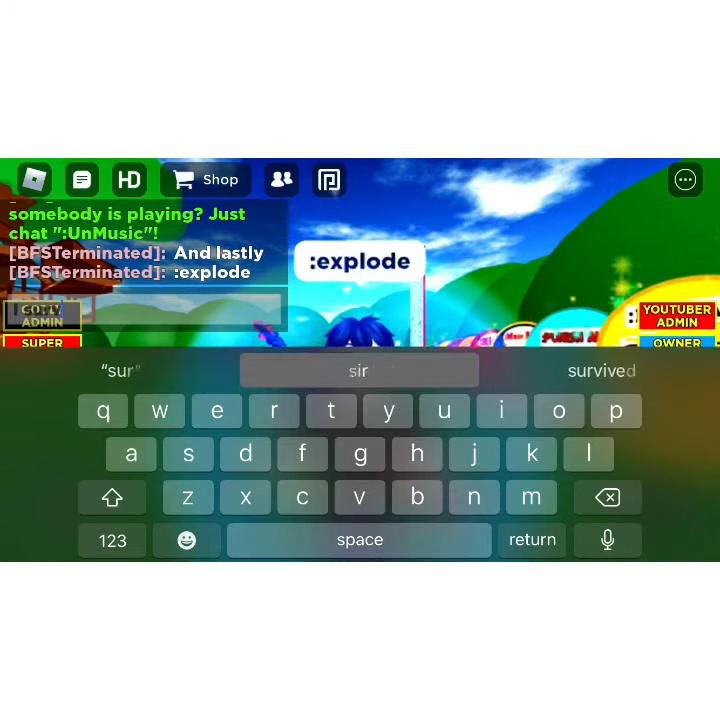 HD
Shop
somebody is playing? Just
chat ":UnMusic"!
[BFSTerminated]: And lastly
[BFSTerminated]: :explode
:explode
ADMIN
SUPER
YOUTUBER
ADMIN
OWNER
“sur”
sir
survived
q w e r t y u i o p
a s d f g h j k l
z x c v b n m
123
space
return